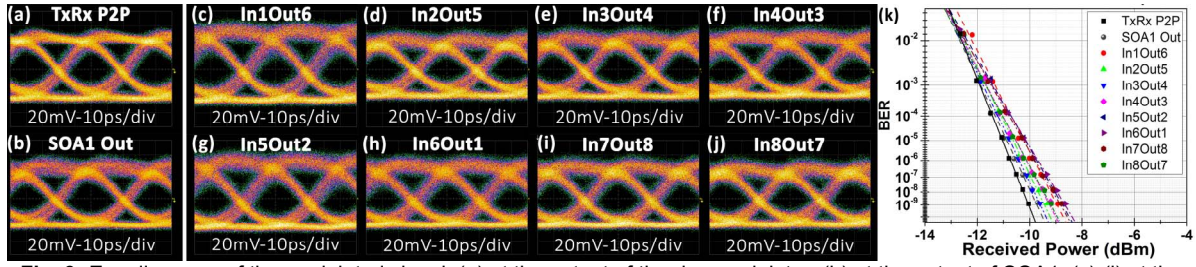 (a) TxRx P2P
20mV-10ps/div
(b) SOA1 Out
20mV-10ps/div
(c) In1Out6
20mV-10ps/div
(d) In2Out5
20mV-10ps/div
(e) In3Out4
20mV-10ps/div
(f) In4Out3
20mV-10ps/div
(g) In5Out2
20mV-10ps/div
(h) In6Out1
20mV-10ps/div
(i) In7Out8
20mV-10ps/div
(j) In8Out7
20mV-10ps/div
(k)
BER
10-2
10-3
10-4
10-5
10-6
10-7
10-8
10-9
TxRx P2P
SOA1 Out
In1Out6
In2Out5
In3Out4
In4Out3
In5Out2
In6Out1
In7Out8
In8Out7
-14 -12 -10 -8 -6 -4
Received Power (dBm)